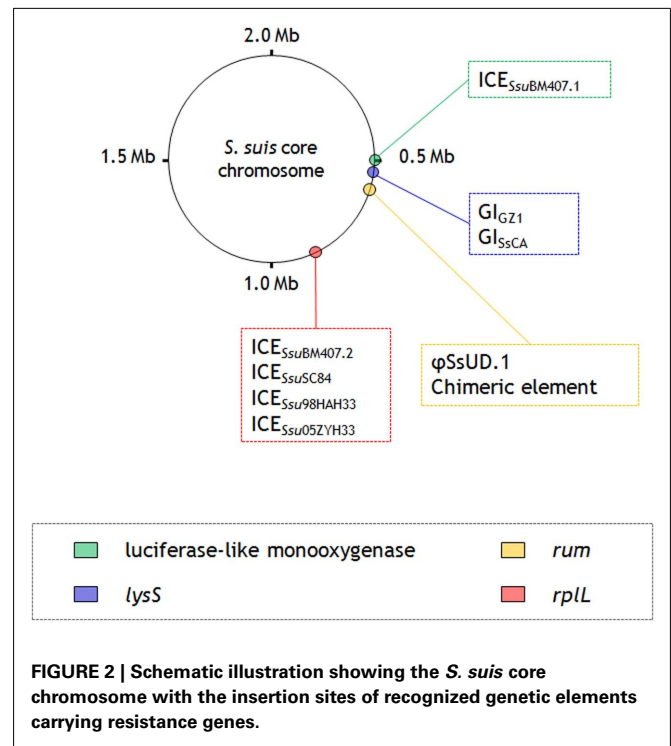 2.0 Mb
ICESsuBM407.1
1.5 Mb
S. suis core
chromosome
0.5 Mb
GIGZ1
GISsCA
1.0 Mb
ICESsuBM407.2
ICESsuSC84
ICESsu98HAH33
ICESsu05ZYH33
φSsUD.1
Chimeric element
luciferase-like monooxygenase
rum
lysS
rplL
FIGURE 2 | Schematic illustration showing the S. suis core
chromosome with the insertion sites of recognized genetic elements
carrying resistance genes.